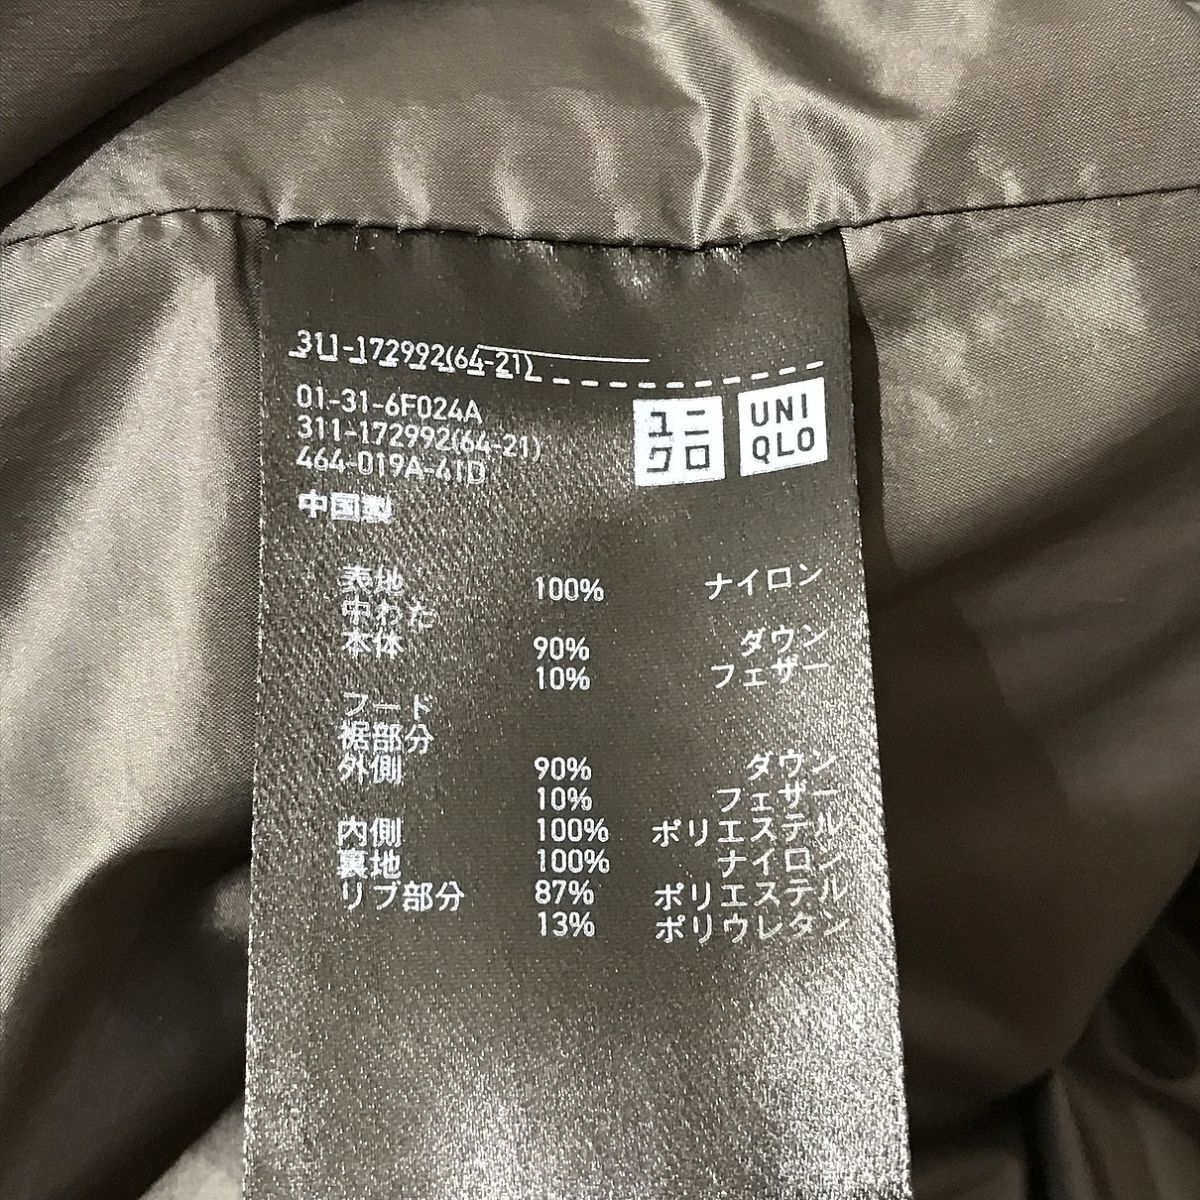 311-172992(64-21)
01-31-6F024A
311-172992(64-21)
464-019A-41D
ユニ
クロ
UNI
QLO
中国製
表地 100% ナイロン
中わた
本体 90% ダウン
10% フェザー
フード
裾部分
外側 90% ダウン
10% フェザー
内側 100% ポリエステル
裏地 100% ナイロン
リブ部分 87% ポリエステル
13% ポリウレタン